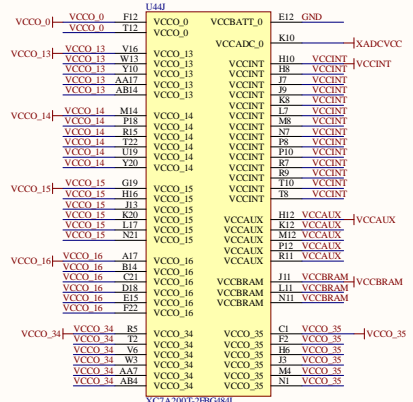 U44J
VCCO_0 VCCO_0 F12 VCCO_0 VCCBATT_0 E12 GND
VCCO_0 T12 VCCO_0
VCCADC_0 K10 XADCVCC
VCCO_13 VCCO_13 V16 VCCO_13 VCCINT H10 VCCINT VCCINT
VCCO_13 W13 VCCO_13 VCCINT H8 VCCINT
VCCO_13 Y10 VCCO_13 VCCINT J7 VCCINT
VCCO_13 AA17 VCCO_13 VCCINT J9 VCCINT
VCCO_13 AB14 VCCO_13 VCCINT K8 VCCINT
VCCINT L7 VCCINT
VCCO_14 VCCO_14 M14 VCCO_14 VCCINT M8 VCCINT
VCCO_14 P18 VCCO_14 VCCINT N7 VCCINT
VCCO_14 R15 VCCO_14 VCCINT P8 VCCINT
VCCO_14 T22 VCCO_14 VCCINT P10 VCCINT
VCCO_14 U19 VCCO_14 VCCINT R7 VCCINT
VCCO_14 Y20 VCCO_14 VCCINT R9 VCCINT
VCCINT T10 VCCINT
VCCO_15 VCCO_15 G19 VCCO_15 VCCINT T8 VCCINT
VCCO_15 H16 VCCO_15
VCCO_15 J13 VCCO_15 VCCAUX H12 VCCAUX VCCAUX
VCCO_15 K20 VCCO_15 VCCAUX K12 VCCAUX
VCCO_15 L17 VCCO_15 VCCAUX M12 VCCAUX
VCCO_15 N21 VCCO_15 VCCAUX P12 VCCAUX
VCCAUX R11 VCCAUX
VCCO_16 VCCO_16 A17 VCCO_16
VCCO_16 B14 VCCO_16 VCCBRAM J11 VCCBRAM VCCBRAM
VCCO_16 C21 VCCO_16 VCCBRAM L11 VCCBRAM
VCCO_16 D18 VCCO_16 VCCBRAM N11 VCCBRAM
VCCO_16 E15 VCCO_16
VCCO_16 F22 VCCO_16
VCCO_34 VCCO_34 R5 VCCO_34 VCCO_35 C1 VCCO_35 VCCO_35
VCCO_34 T2 VCCO_34 VCCO_35 F2 VCCO_35
VCCO_34 V6 VCCO_34 VCCO_35 H6 VCCO_35
VCCO_34 W3 VCCO_34 VCCO_35 J3 VCCO_35
VCCO_34 AA7 VCCO_34 VCCO_35 M4 VCCO_35
VCCO_34 AB4 VCCO_34 VCCO_35 N1 VCCO_35
XC7A200T-2HBG484I